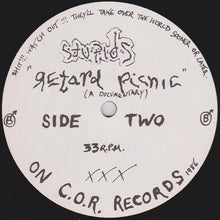 SHIT!!! WATCH OUT !!! THEY'LL TAKE OVER THE WORLD SOONER OR LATER.
STUPIDS
"RETARD PICNIC"
(A DOCUMENTARY)
SIDE TWO
33 R.P.M.
XXX
ON C.O.R. RECORDS 1986